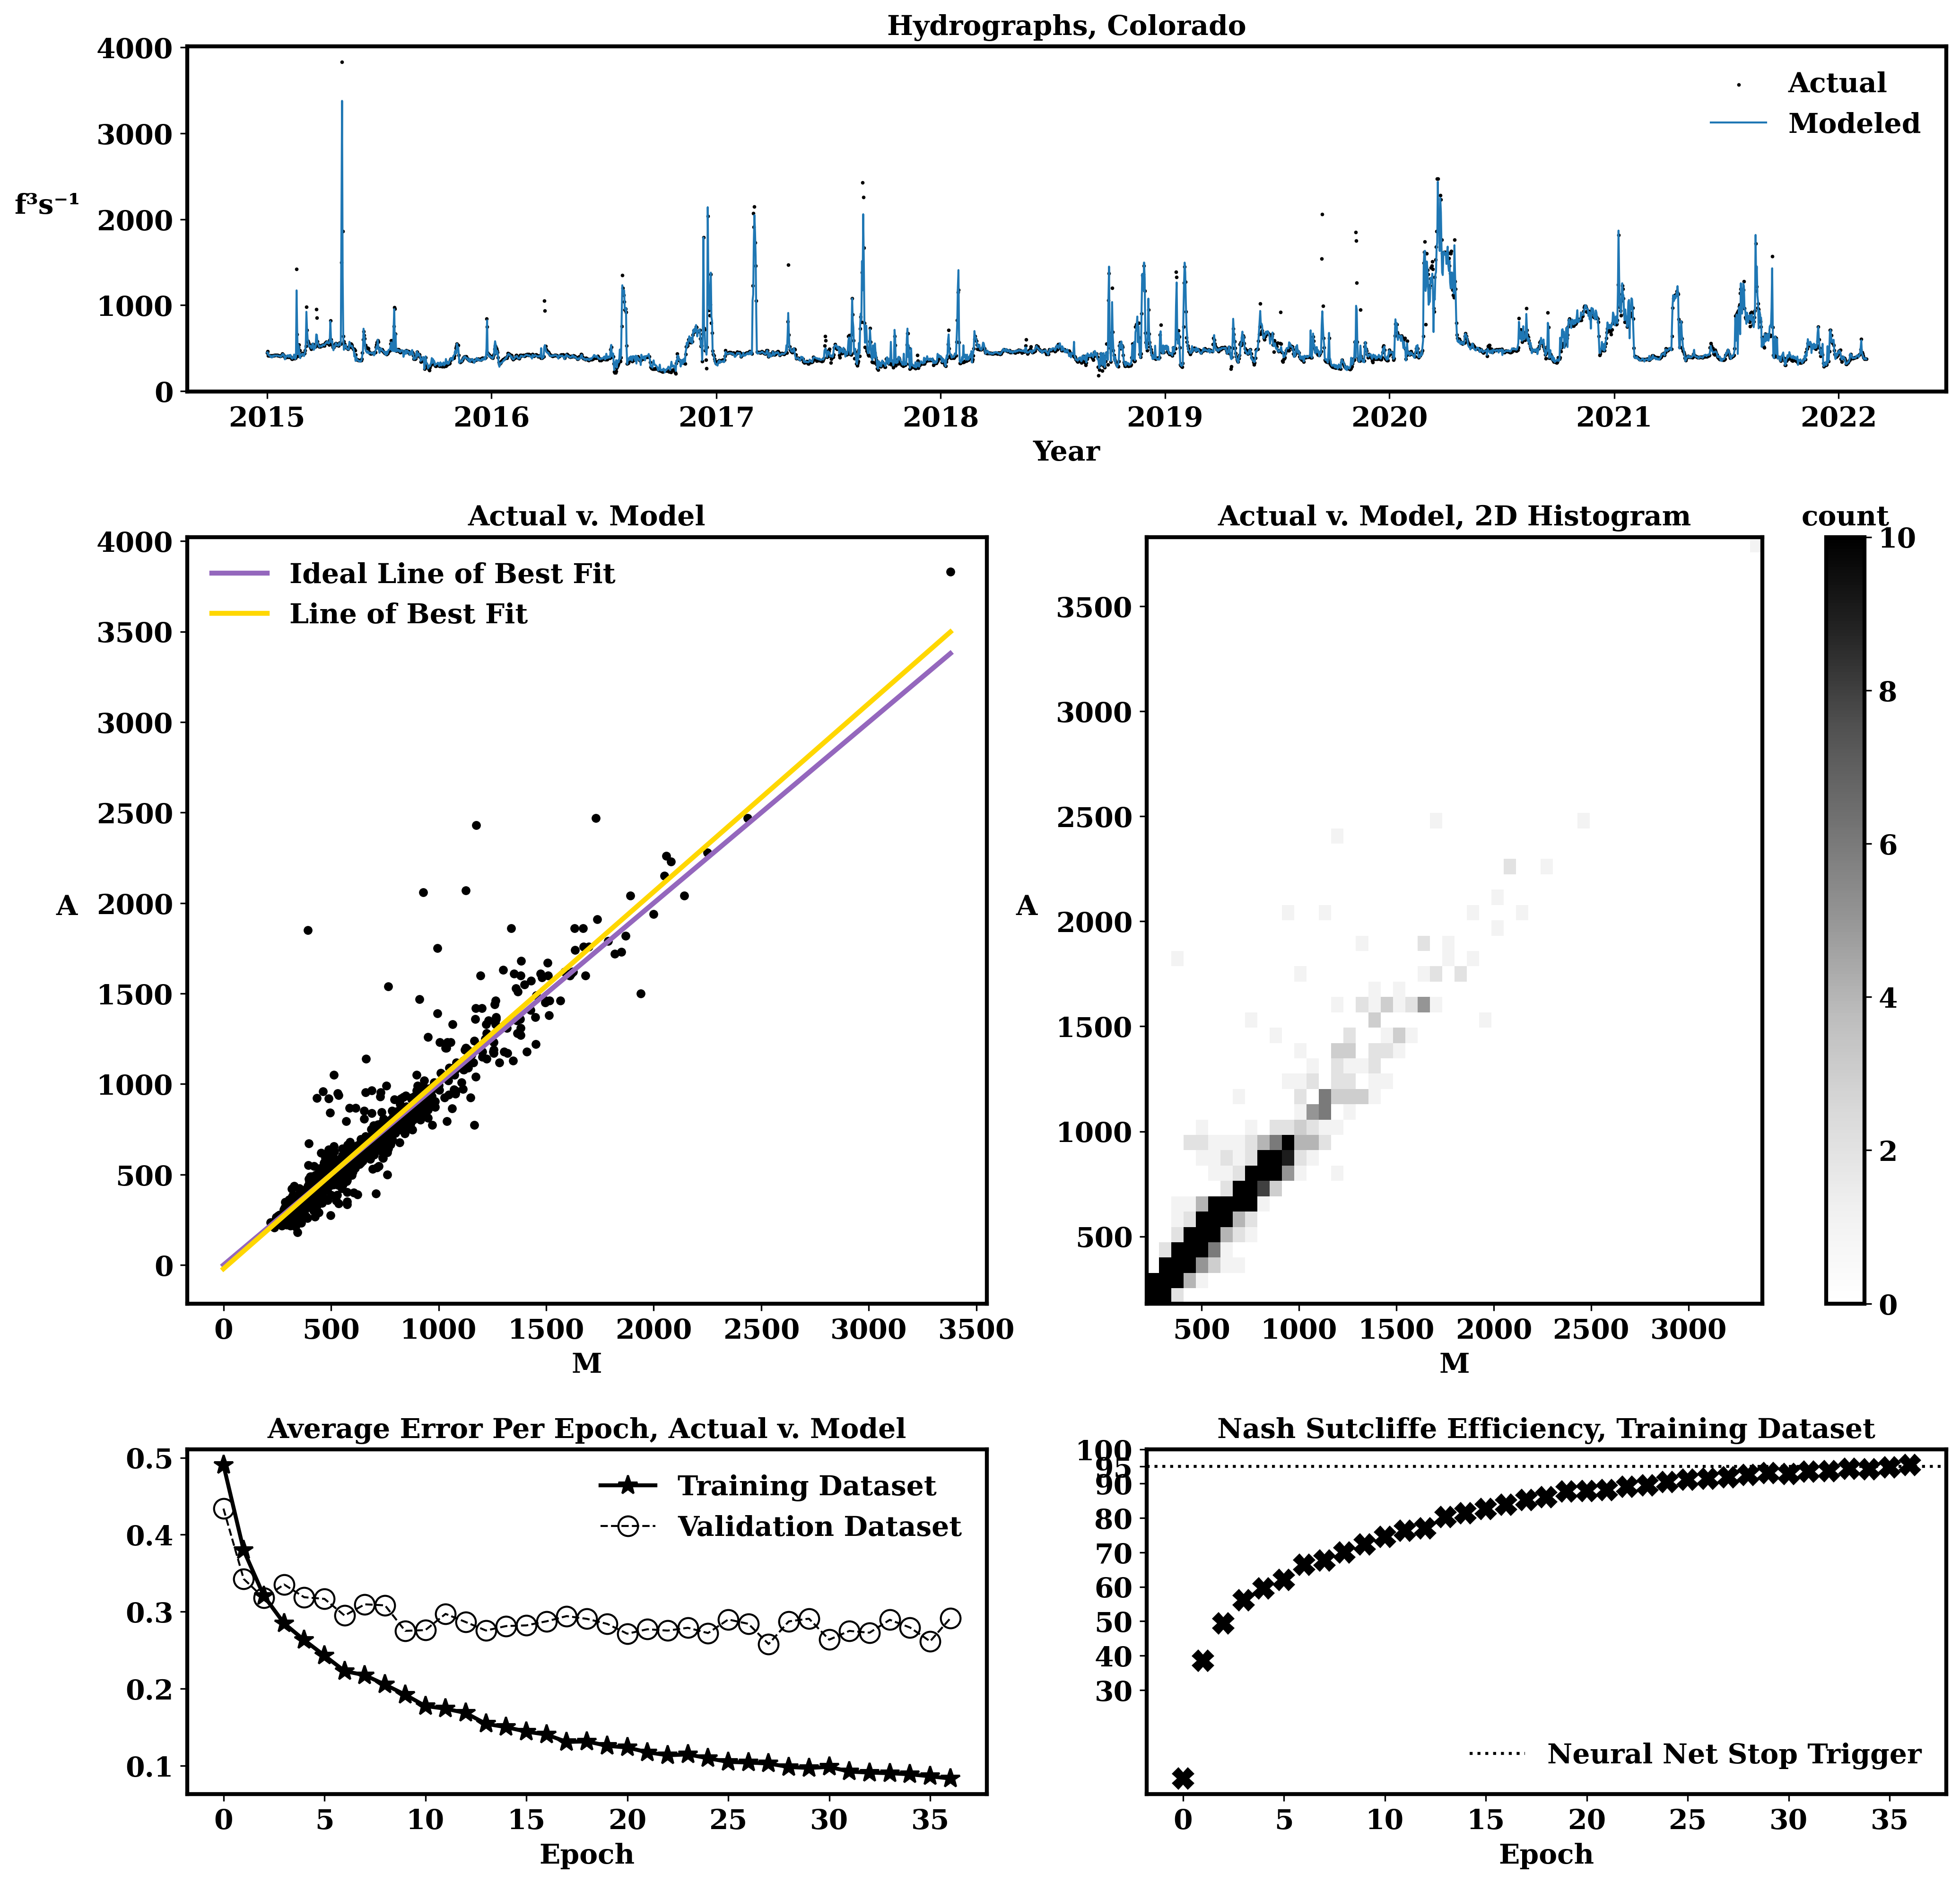 Hydrographs, Colorado
4000
3000
f³s⁻¹
2000
1000
0
Actual
Modeled
2015 2016 2017 2018 2019 2020 2021 2022
Year
Actual v. Model
4000
3500
3000
2500
A
2000
1500
1000
500
0
Ideal Line of Best Fit
Line of Best Fit
0 500 1000 1500 2000 2500 3000 3500
M
Actual v. Model, 2D Histogram
3500
3000
2500
A
2000
1500
1000
500
500 1000 1500 2000 2500 3000
M
count
10
8
6
4
2
0
Average Error Per Epoch, Actual v. Model
0.5
0.4
0.3
0.2
0.1
Training Dataset
Validation Dataset
0 5 10 15 20 25 30 35
Epoch
Nash Sutcliffe Efficiency, Training Dataset
100
95
90
80
70
60
50
40
30
Neural Net Stop Trigger
0 5 10 15 20 25 30 35
Epoch